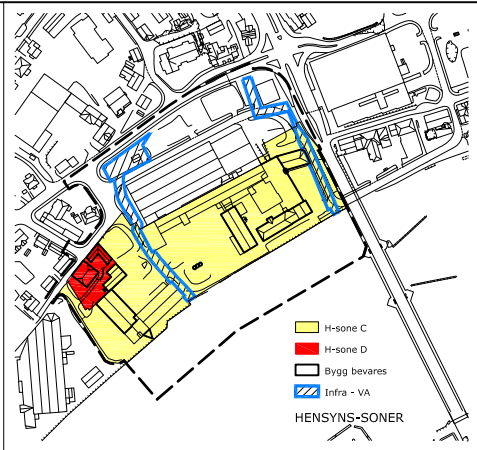 H-sone C
H-sone D
Bygg bevares
Infra - VA
HENSYNS-SONER